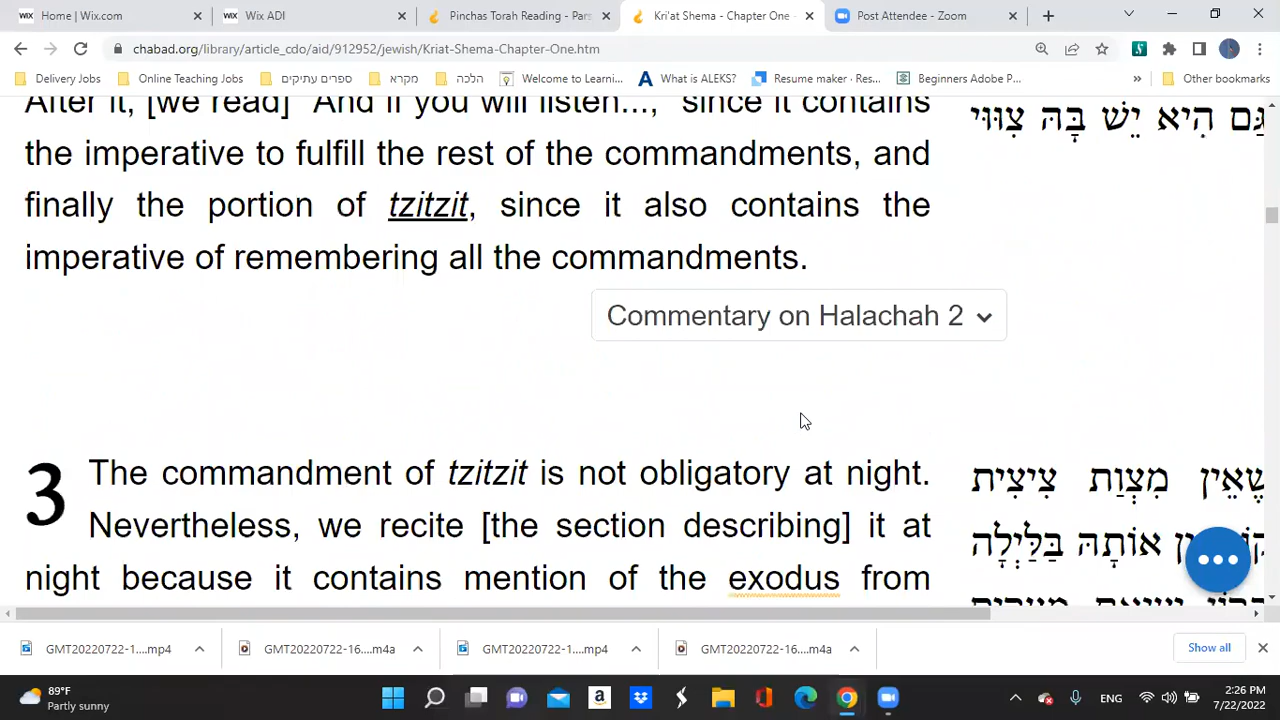 Home | Wix.com
Wix ADI
Pinchas Torah Reading - Pars
Kri'at Shema - Chapter One -
Post Attendee - Zoom
chabad.org/library/article_cdo/aid/912952/jewish/Kriat-Shema-Chapter-One.htm
Delivery Jobs
Online Teaching Jobs
ספרים עתיקים
מקרא
הלכה
Welcome to Learni...
What is ALEKS?
Resume maker · Res...
Beginners Adobe P...
»
Other bookmarks
After it, [we read] "And if you will listen...," since it contains
the imperative to fulfill the rest of the commandments, and
finally the portion of tzitzit, since it also contains the
imperative of remembering all the commandments.
גַּם הִיא יֵשׁ בָּהּ צִוּוּי
Commentary on Halachah 2
3 The commandment of tzitzit is not obligatory at night.
Nevertheless, we recite [the section describing] it at
night because it contains mention of the exodus from
שֶׁאֵין מִצְוַת צִיצִית
אוֹתָהּ בַּלַּיְלָה
GMT20220722-1....mp4
GMT20220722-16....m4a
GMT20220722-1....mp4
GMT20220722-16....m4a
Show all
89°F
Partly sunny
ENG
2:26 PM
7/22/2022